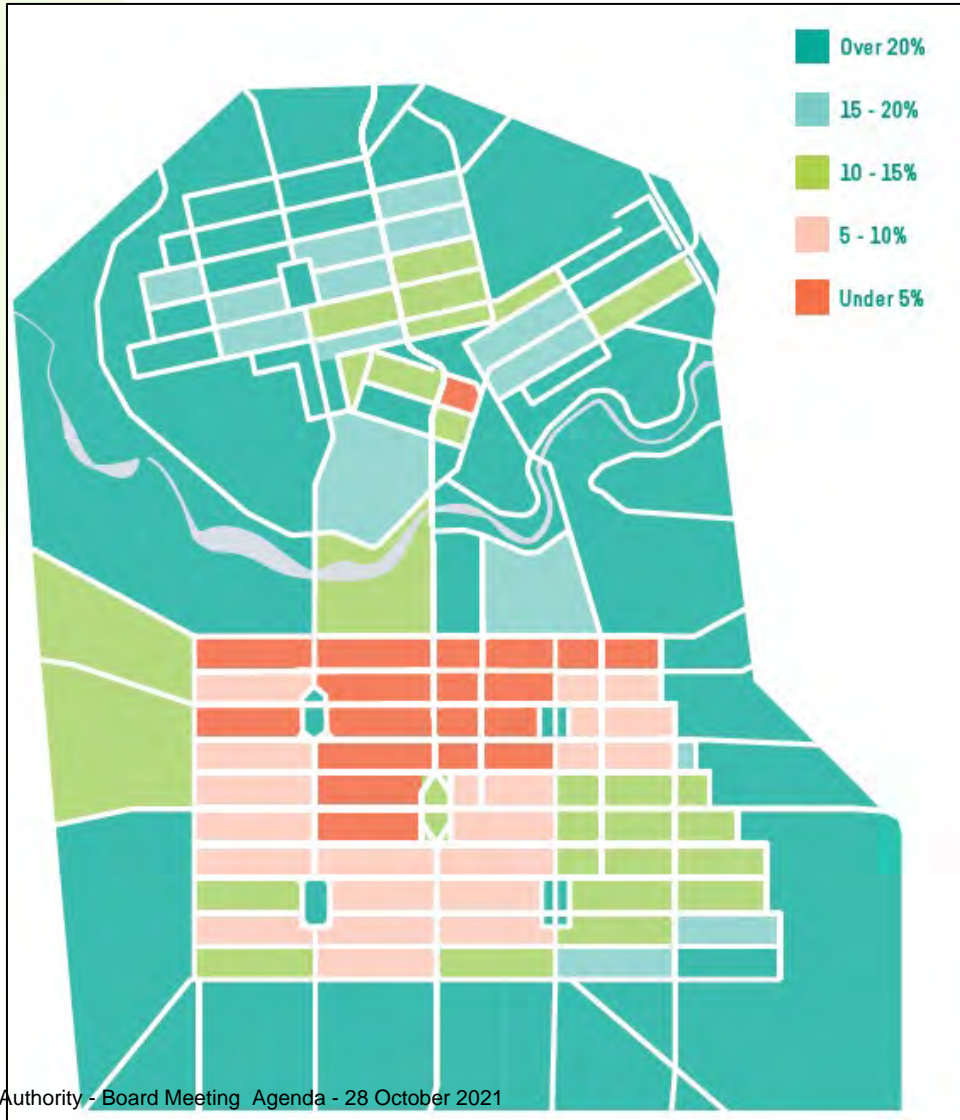 Over 20%
15 - 20%
10 - 15%
5 - 10%
Under 5%
Authority - Board Meeting Agenda - 28 October 2021